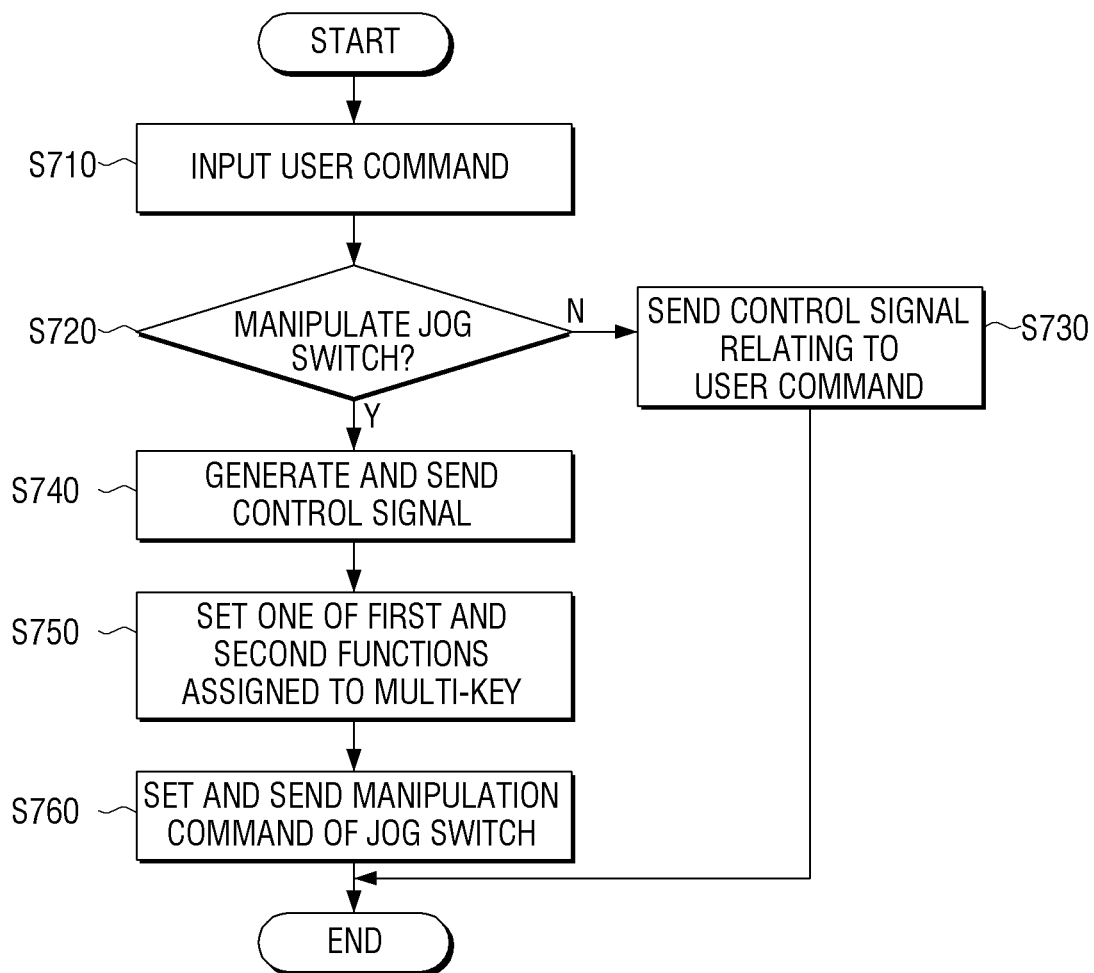 START
S710
INPUT USER COMMAND
S720
MANIPULATE JOG
SWITCH?
N
SEND CONTROL SIGNAL
RELATING TO
USER COMMAND
S730
Y
S740
GENERATE AND SEND
CONTROL SIGNAL
S750
SET ONE OF FIRST AND
SECOND FUNCTIONS
ASSIGNED TO MULTI-KEY
S760
SET AND SEND MANIPULATION
COMMAND OF JOG SWITCH
END